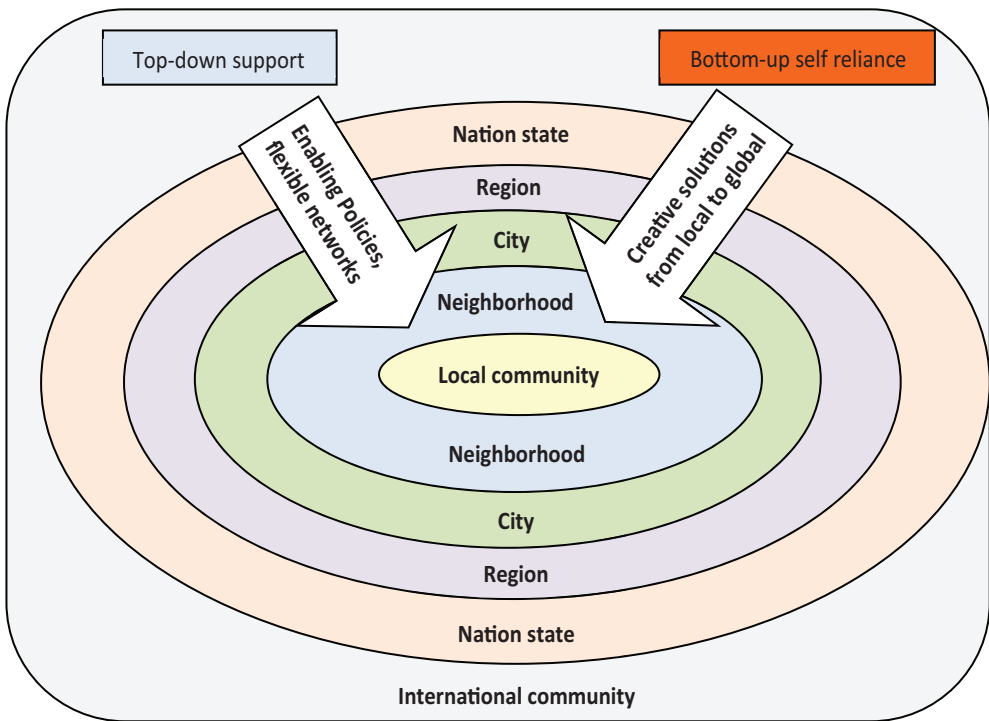 Top-down support
Bottom-up self reliance
Enabling Policies,
flexible networks
Creative solutions
from local to global
Nation state
Region
City
Neighborhood
Local community
Neighborhood
City
Region
Nation state
International community